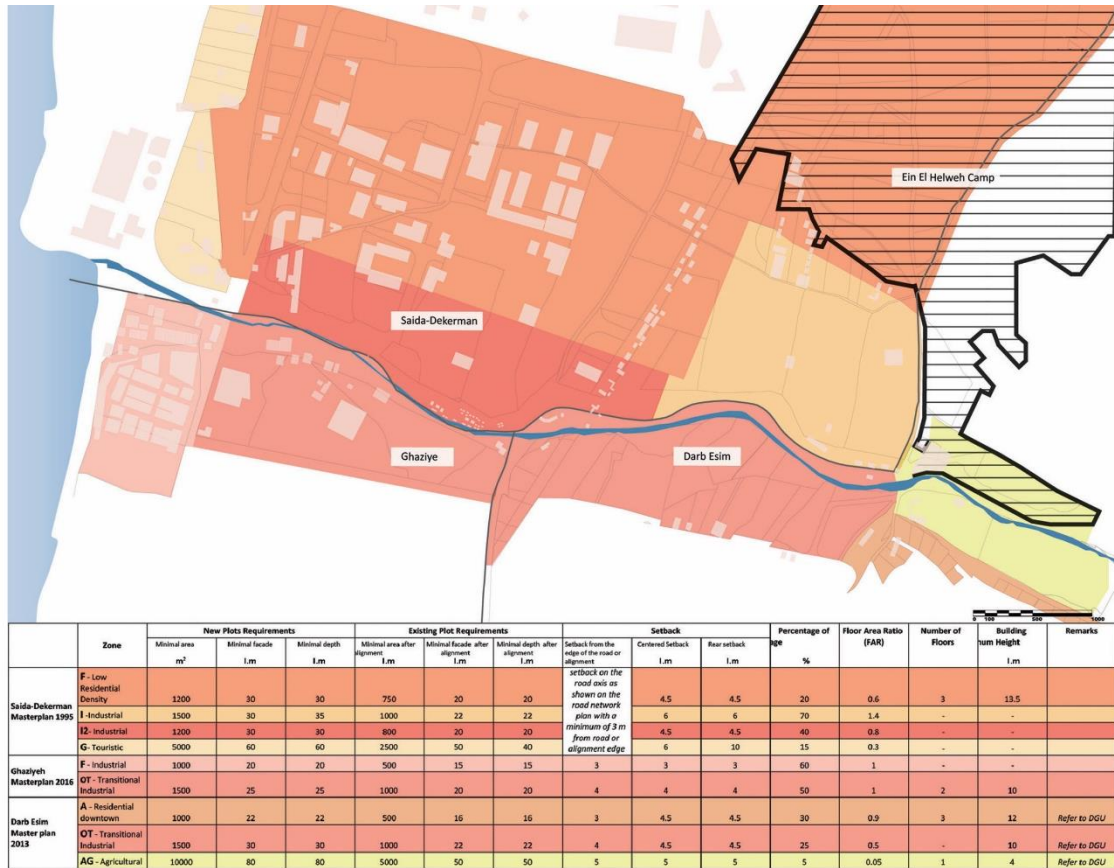 Ein El Helweh Camp
Saida-Dekerman
Ghaziye
Darb Esim
0 100 500 1000
Zone New Plots Requirements Existing Plot Requirements Setback Percentage of Floor Area Ratio Number of Building Remarks
Minimal area Minimal facade Minimal depth Minimal area after Minimal facade after Minimal depth after Setback from the Centered Setback Rear setback age (FAR) Floors num Height
lignment alignment alignment edge of the road or
m² l.m l.m l.m l.m l.m alignment l.m l.m % l.m
Saida-Dekerman Masterplan 1995
setback on the road axis as shown on the road network plan with a minimum of 3 m from road or alignment edge
F - Low Residential Density 1200 30 30 750 20 20 4.5 4.5 20 0.6 3 13.5
I -Industrial 1500 30 35 1000 22 22 6 6 70 1.4 - -
I2- Industrial 1200 30 30 800 20 20 4.5 4.5 40 0.8 - -
G- Touristic 5000 60 60 2500 50 40 6 10 15 0.3 - -
Ghaziyeh Masterplan 2016
F - Industrial 1000 20 20 500 15 15 3 3 3 60 1 - -
OT - Transitional Industrial 1500 25 25 1000 20 20 4 4 4 50 1 2 10
Darb Esim Master plan 2013
A - Residential downtown 1000 22 22 500 16 16 3 4.5 4.5 30 0.9 3 12 Refer to DGU
OT - Transitional Industrial 1500 30 30 1000 22 22 4 4.5 4.5 25 0.5 - 10 Refer to DGU
AG - Agricultural 10000 80 80 5000 50 50 5 5 5 5 0.05 1 4 Refer to DGU